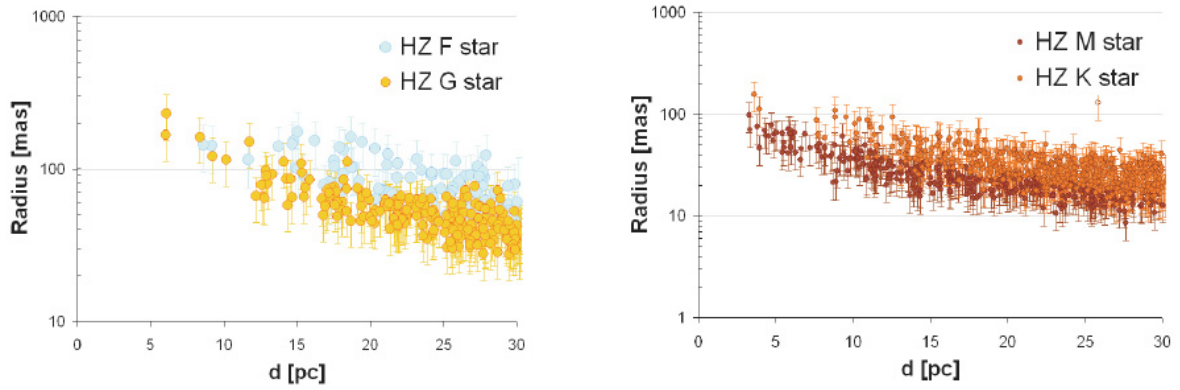 1000
HZ F star
HZ G star
Radius [mas]
100
10
0 5 10 15 20 25 30
d [pc]
1000
HZ M star
HZ K star
Radius [mas]
100
10
1
0 5 10 15 20 25 30
d [pc]